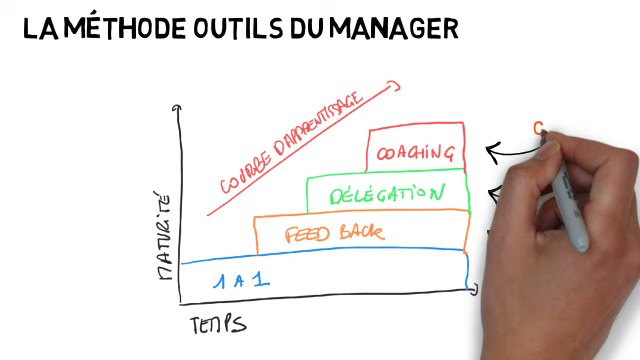 LA MÉTHODE OUTILS DU MANAGER
COURBE D'APPRENTISSAGE
COACHING
DÉLÉGATION
FEED BACK
1 A 1
MATURITÉ
TEMPS
C